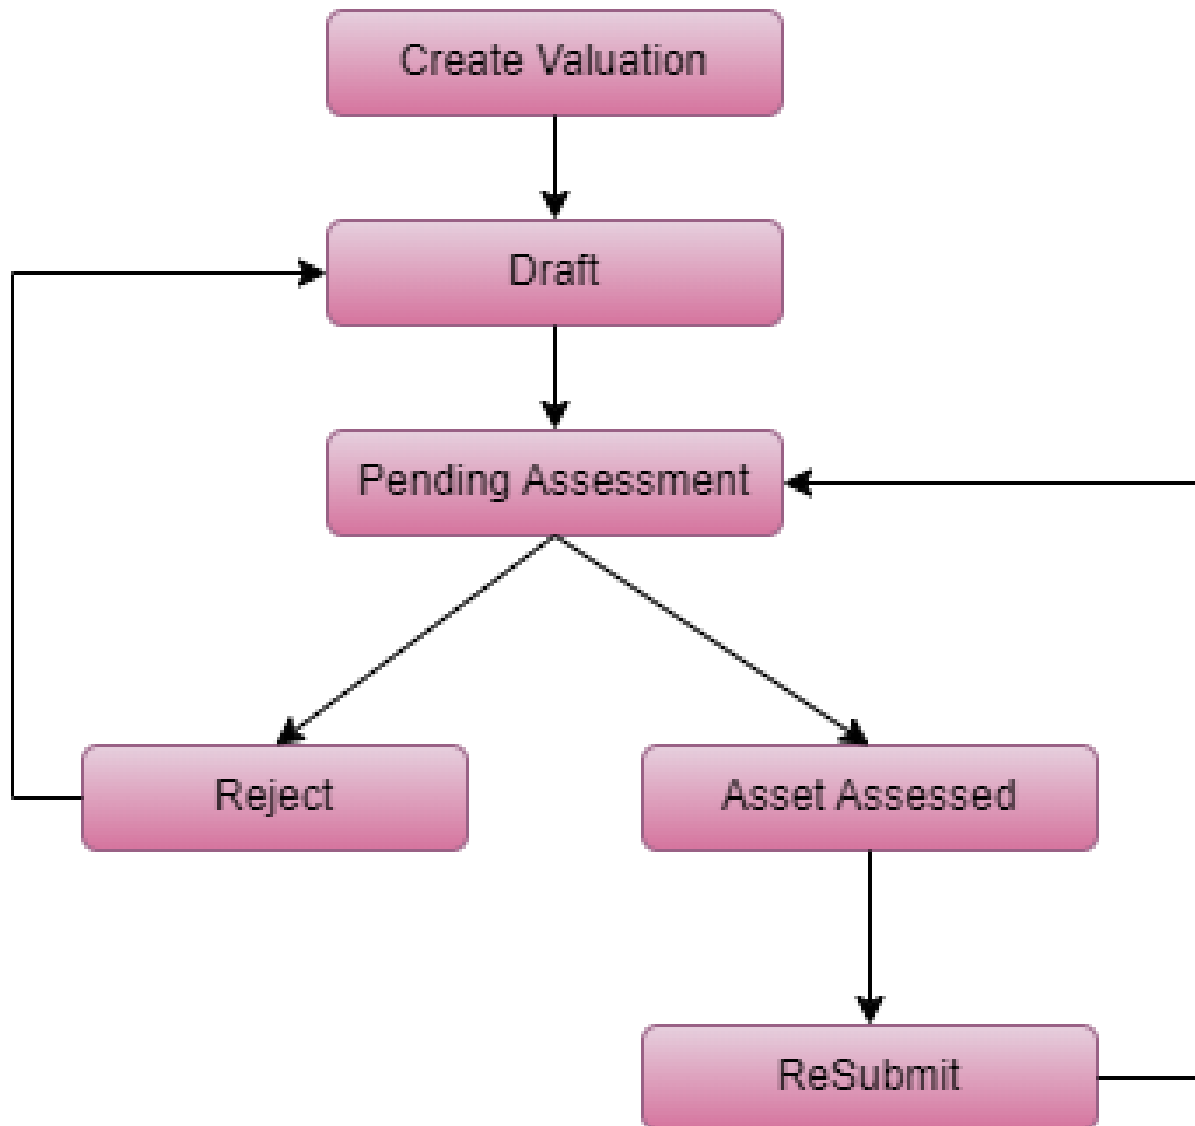 Create Valuation
Draft
Pending Assessment
Reject
Asset Assessed
ReSubmit